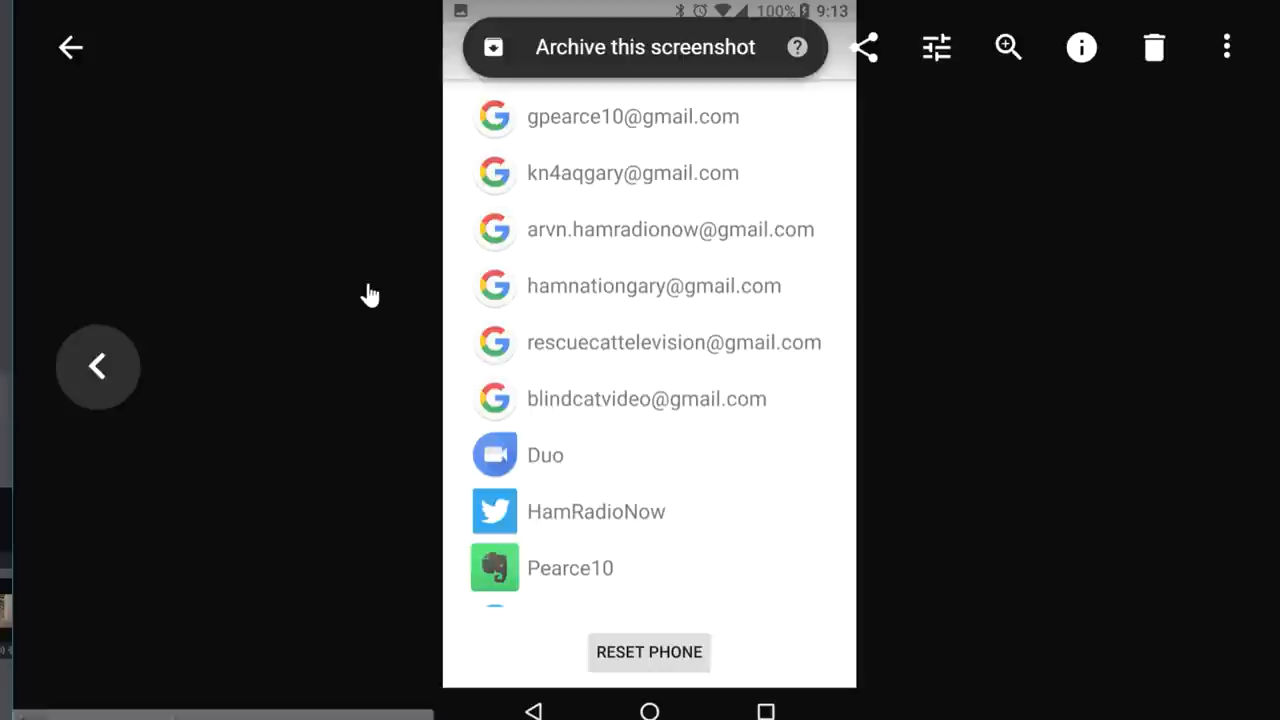 100% 9:13
Archive this screenshot ?
gpearce10@gmail.com
kn4aqgary@gmail.com
arvn.hamradionow@gmail.com
hamnationgary@gmail.com
rescuecattelevision@gmail.com
blindcatvideo@gmail.com
Duo
HamRadioNow
Pearce10
RESET PHONE